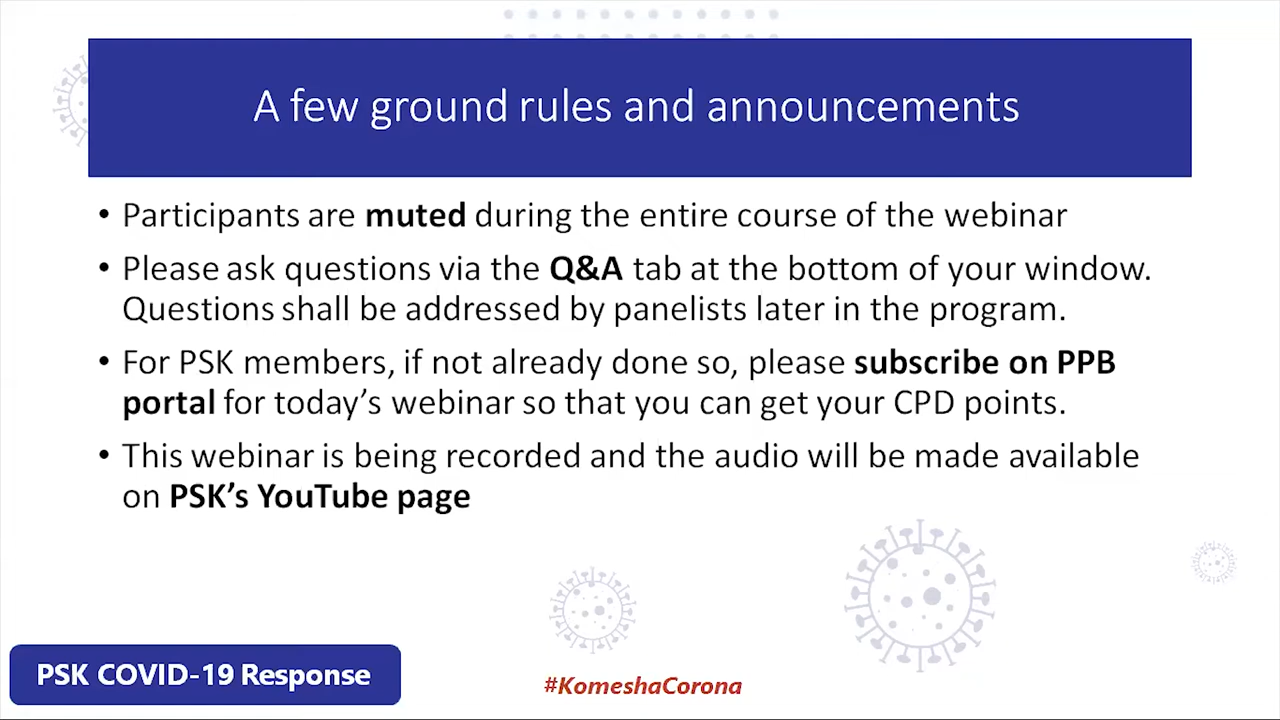 A few ground rules and announcements
• Participants are muted during the entire course of the webinar
• Please ask questions via the Q&A tab at the bottom of your window.
Questions shall be addressed by panelists later in the program.
• For PSK members, if not already done so, please subscribe on PPB
portal for today’s webinar so that you can get your CPD points.
• This webinar is being recorded and the audio will be made available
on PSK’s YouTube page
PSK COVID-19 Response
#KomeshaCorona